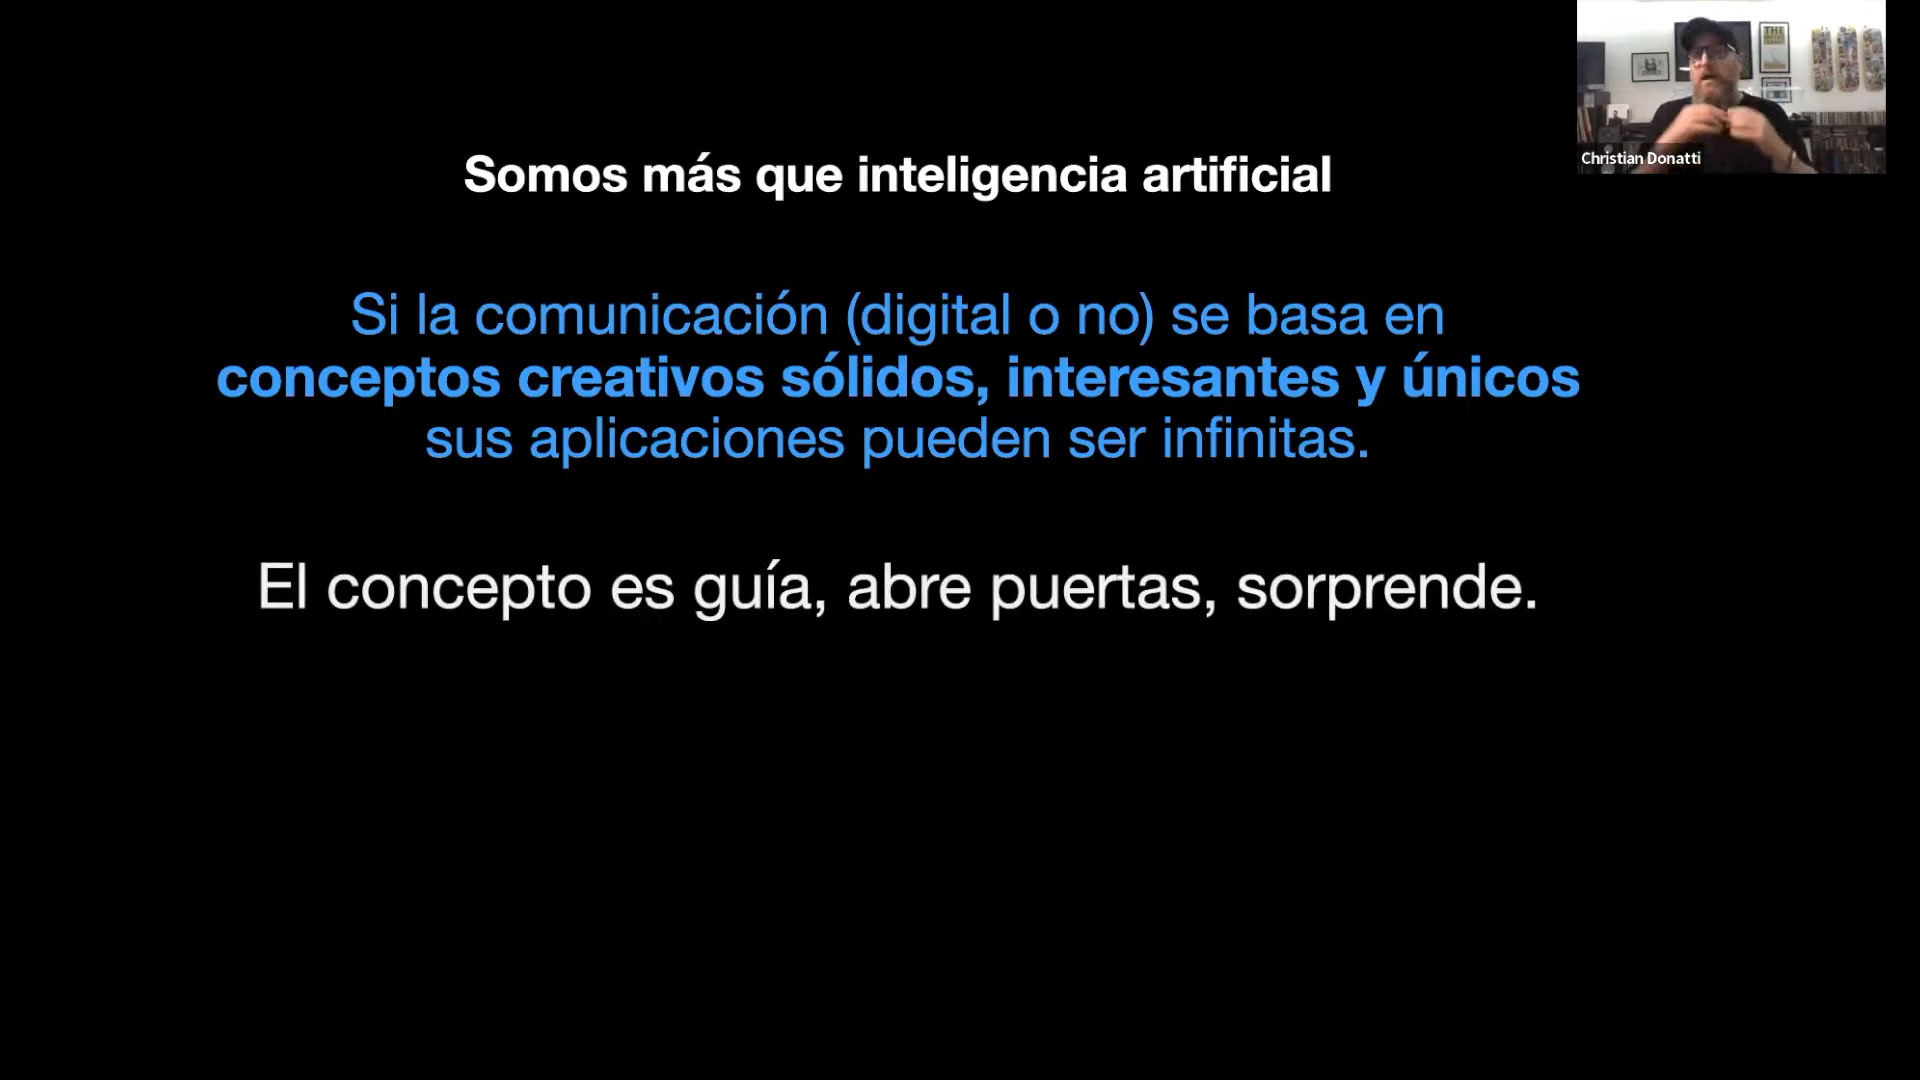 Somos más que inteligencia artificial
Si la comunicación (digital o no) se basa en
conceptos creativos sólidos, interesantes y únicos
sus aplicaciones pueden ser infinitas.
El concepto es guía, abre puertas, sorprende.
Christian Donatti